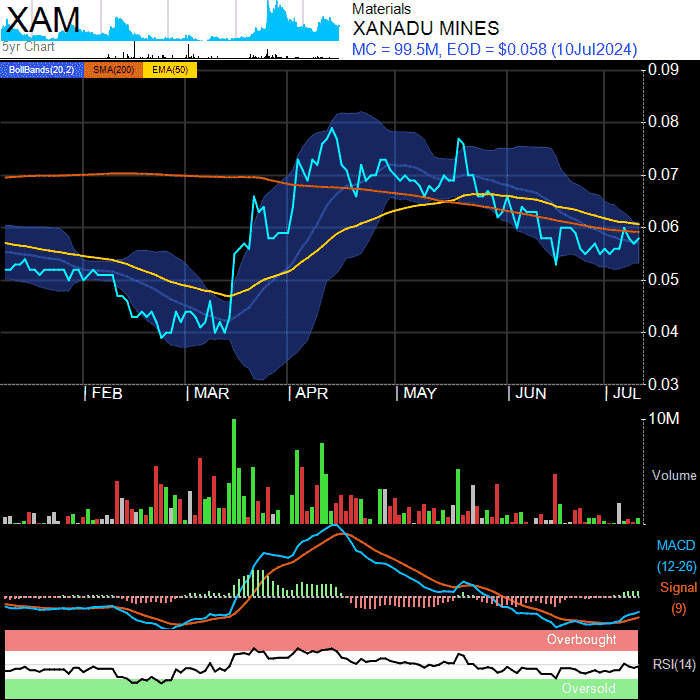 XAM
5yr Chart
Materials
XANADU MINES
MC = 99.5M, EOD = $0.058 (10Jul2024)
BollBands(20,2) SMA(200) EMA(50)
0.09
0.08
0.07
0.06
0.05
0.04
0.03
FEB MAR APR MAY JUN JUL
10M
Volume
MACD
(12-26)
Signal
(9)
Overbought
RSI(14)
Oversold